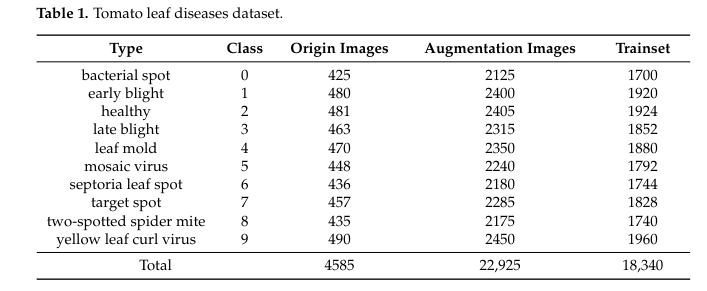 Table 1. Tomato leaf diseases dataset.
Type Class Origin Images Augmentation Images Trainset
bacterial spot 0 425 2125 1700
early blight 1 480 2400 1920
healthy 2 481 2405 1924
late blight 3 463 2315 1852
leaf mold 4 470 2350 1880
mosaic virus 5 448 2240 1792
septoria leaf spot 6 436 2180 1744
target spot 7 457 2285 1828
two-spotted spider mite 8 435 2175 1740
yellow leaf curl virus 9 490 2450 1960
Total 4585 22,925 18,340